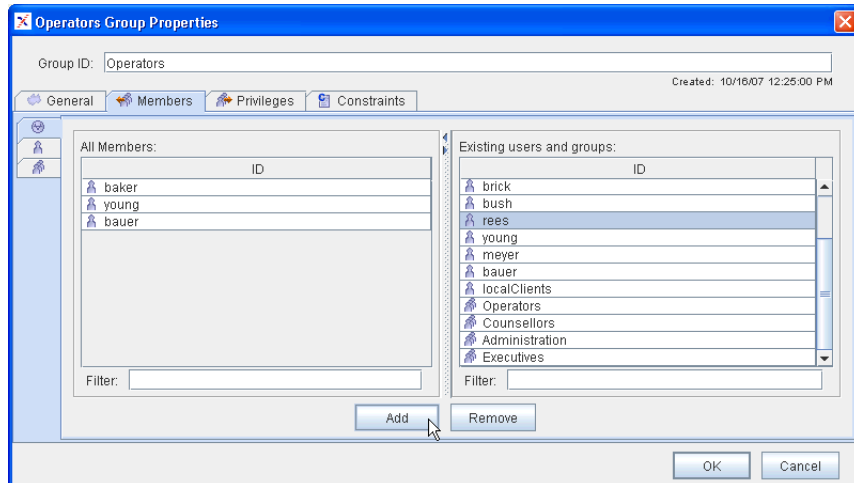 Operators Group Properties
Group ID: Operators
Created: 10/16/07 12:25:00 PM
General Members Privileges Constraints
All Members:
ID
baker
young
bauer
Filter:
Existing users and groups:
ID
brick
bush
rees
young
meyer
bauer
localClients
Operators
Counsellors
Administration
Executives
Filter:
Add Remove
OK Cancel